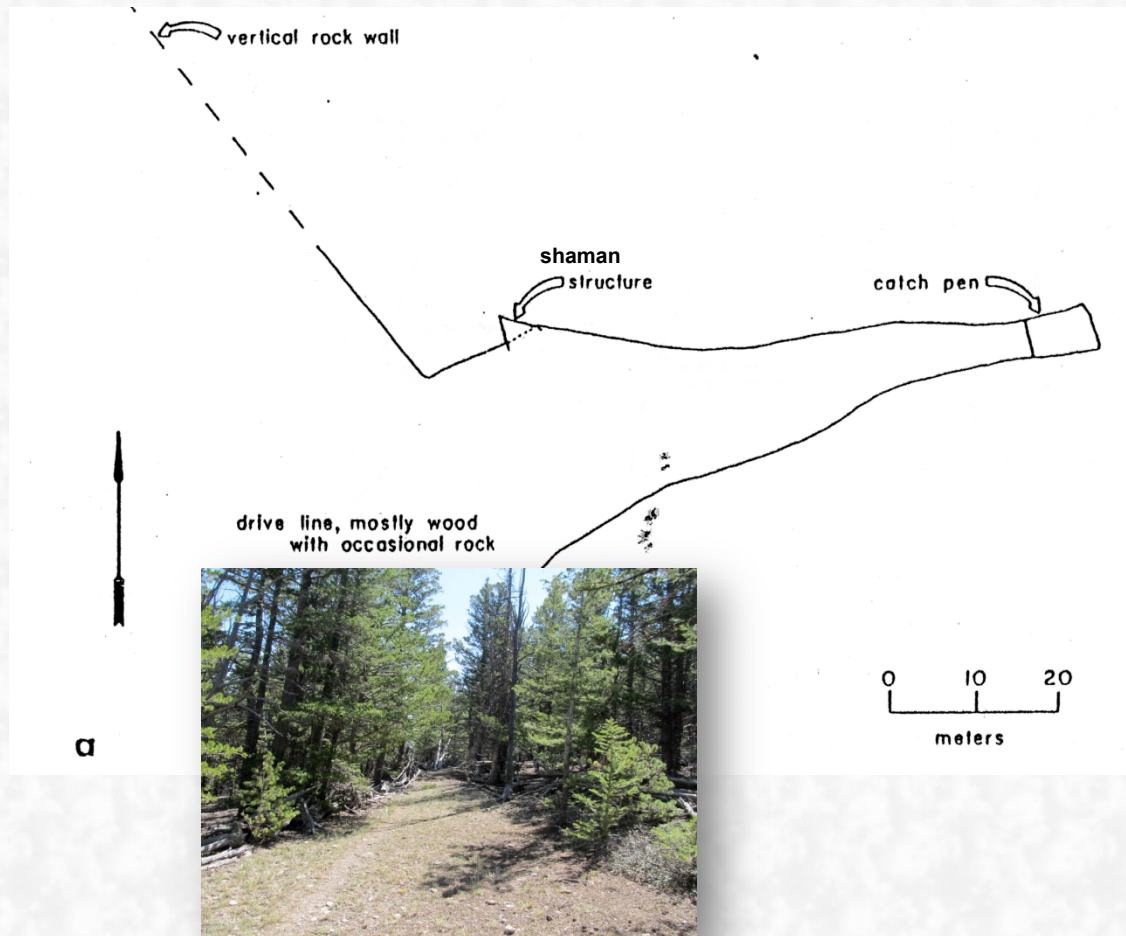 vertical rock wall
shaman
structure
catch pen
drive line, mostly wood
with occasional rock
0 10 20
meters
a